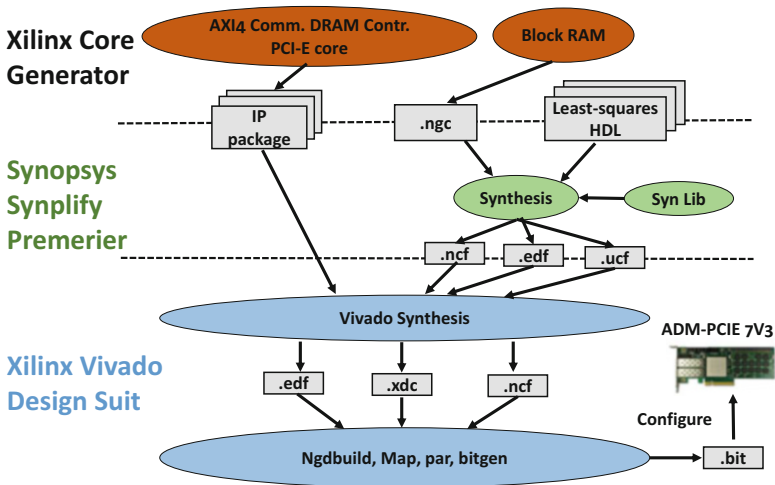 Xilinx Core
Generator
AXI4 Comm. DRAM Contr.
PCI-E core
Block RAM
IP
package
.ngc
Least-squares
HDL
Synopsys
Synplify
Premerier
Synthesis
Syn Lib
.ncf
.edf
.ucf
Vivado Synthesis
ADM-PCIE 7V3
Xilinx Vivado
Design Suit
.edf
.xdc
.ncf
Configure
Ngdbuild, Map, par, bitgen
.bit